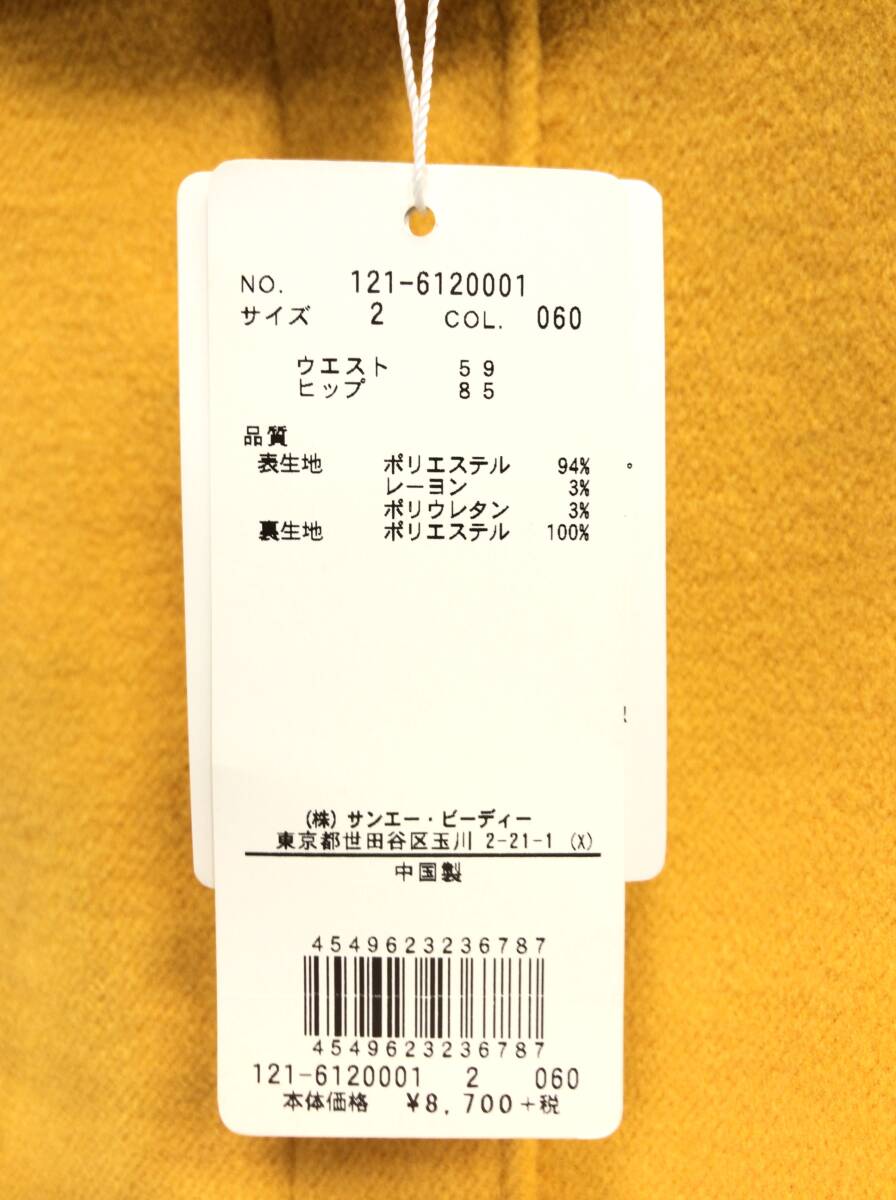 NO. 121-6120001
サイズ 2 COL. 060
ウエスト 59
ヒップ 85
品質
表生地 ポリエステル 94%
レーヨン 3%
ポリウレタン 3%
裏生地 ポリエステル 100%
(株) サンエー・ビーディー
東京都世田谷区玉川 2-21-1 (X)
中国製
4549623236787
4549623236787
121-6120001 2 060
本体価格 ¥8,700+税